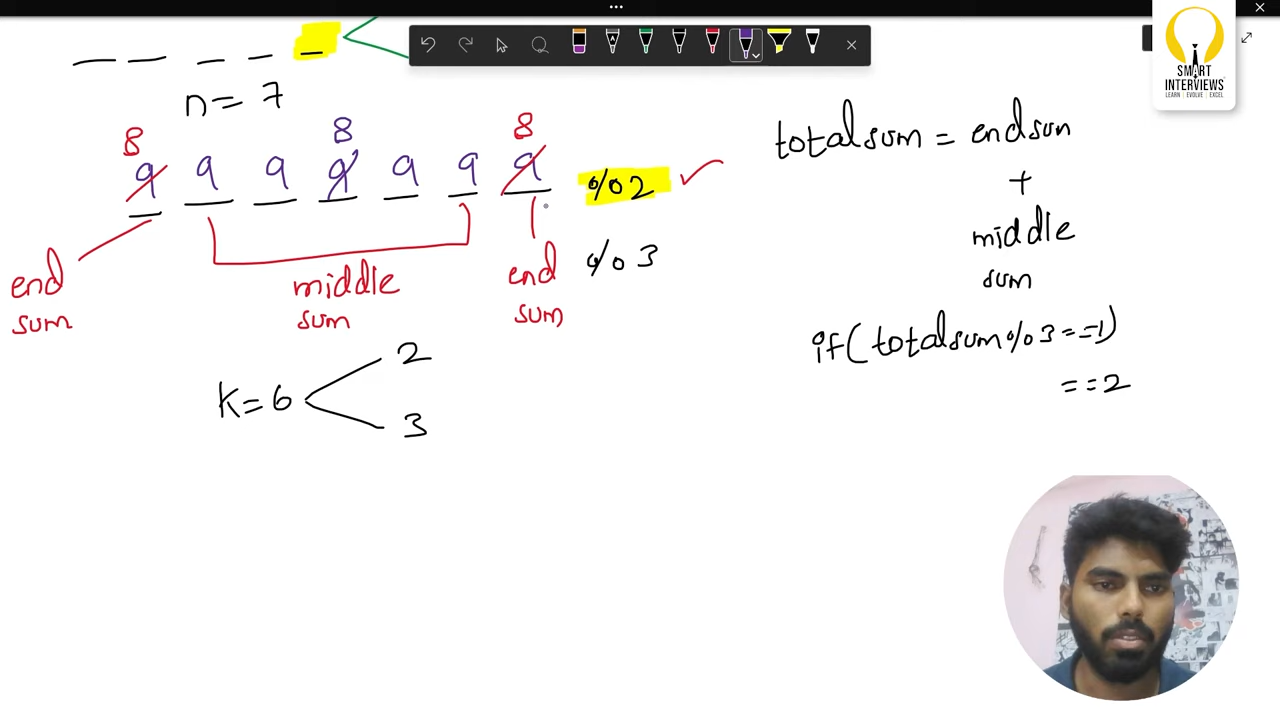 n = 7
8 8 8
9 9 9 9 9 9 9 %2
%3
end sum
middle sum
end sum
K=6
2
3
totalsum = endsum
+
middle
sum
if(totalsum%3==1)
==2
SMART
INTERVIEWS
LEARN | EVOLVE | EXCEL